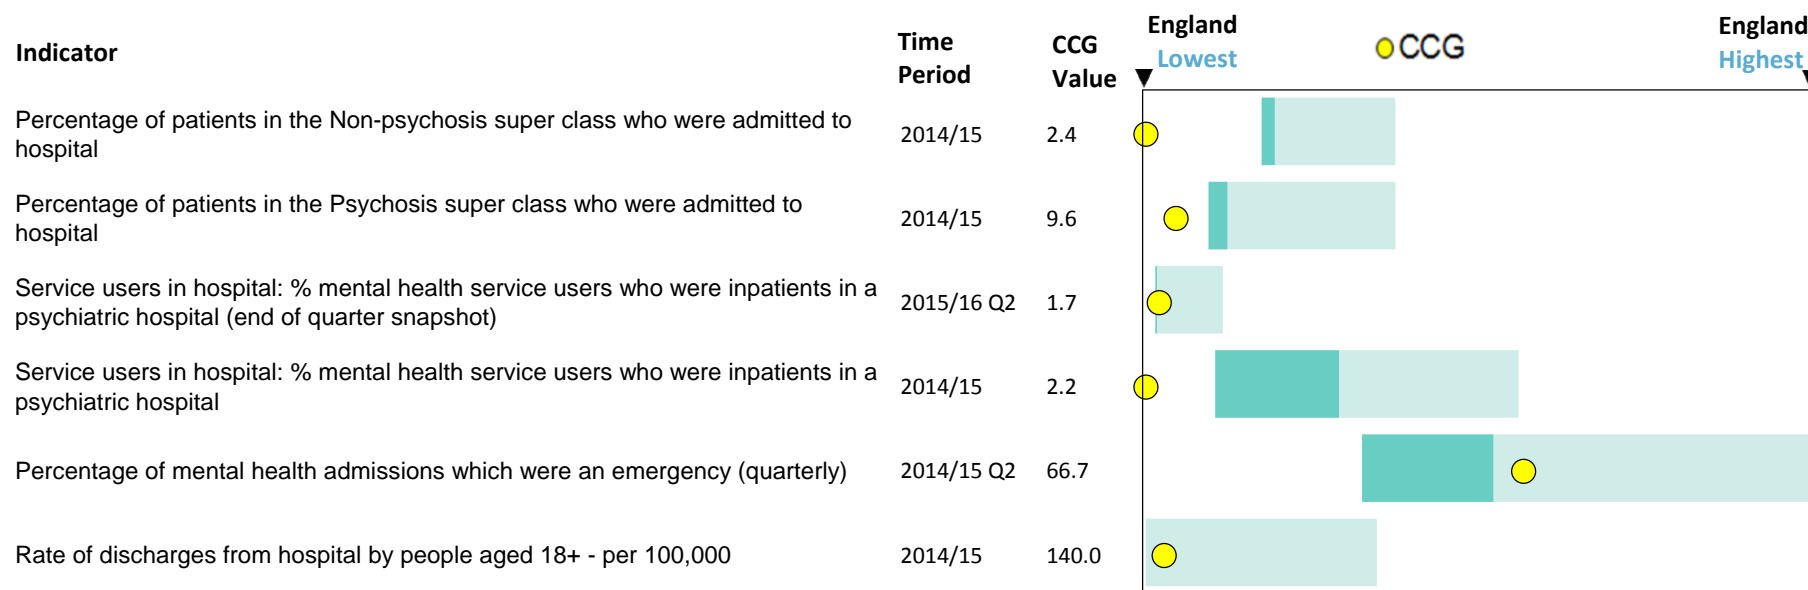 Indicator
Time
Period
CCG
Value
England
Lowest
CCG
England
Highest
Percentage of patients in the Non-psychosis super class who were admitted to
hospital
2014/15
2.4
Percentage of patients in the Psychosis super class who were admitted to
hospital
2014/15
9.6
Service users in hospital: % mental health service users who were inpatients in a
psychiatric hospital (end of quarter snapshot)
2015/16 Q2
1.7
Service users in hospital: % mental health service users who were inpatients in a
psychiatric hospital
2014/15
2.2
Percentage of mental health admissions which were an emergency (quarterly)
2014/15 Q2
66.7
Rate of discharges from hospital by people aged 18+ - per 100,000
2014/15
140.0